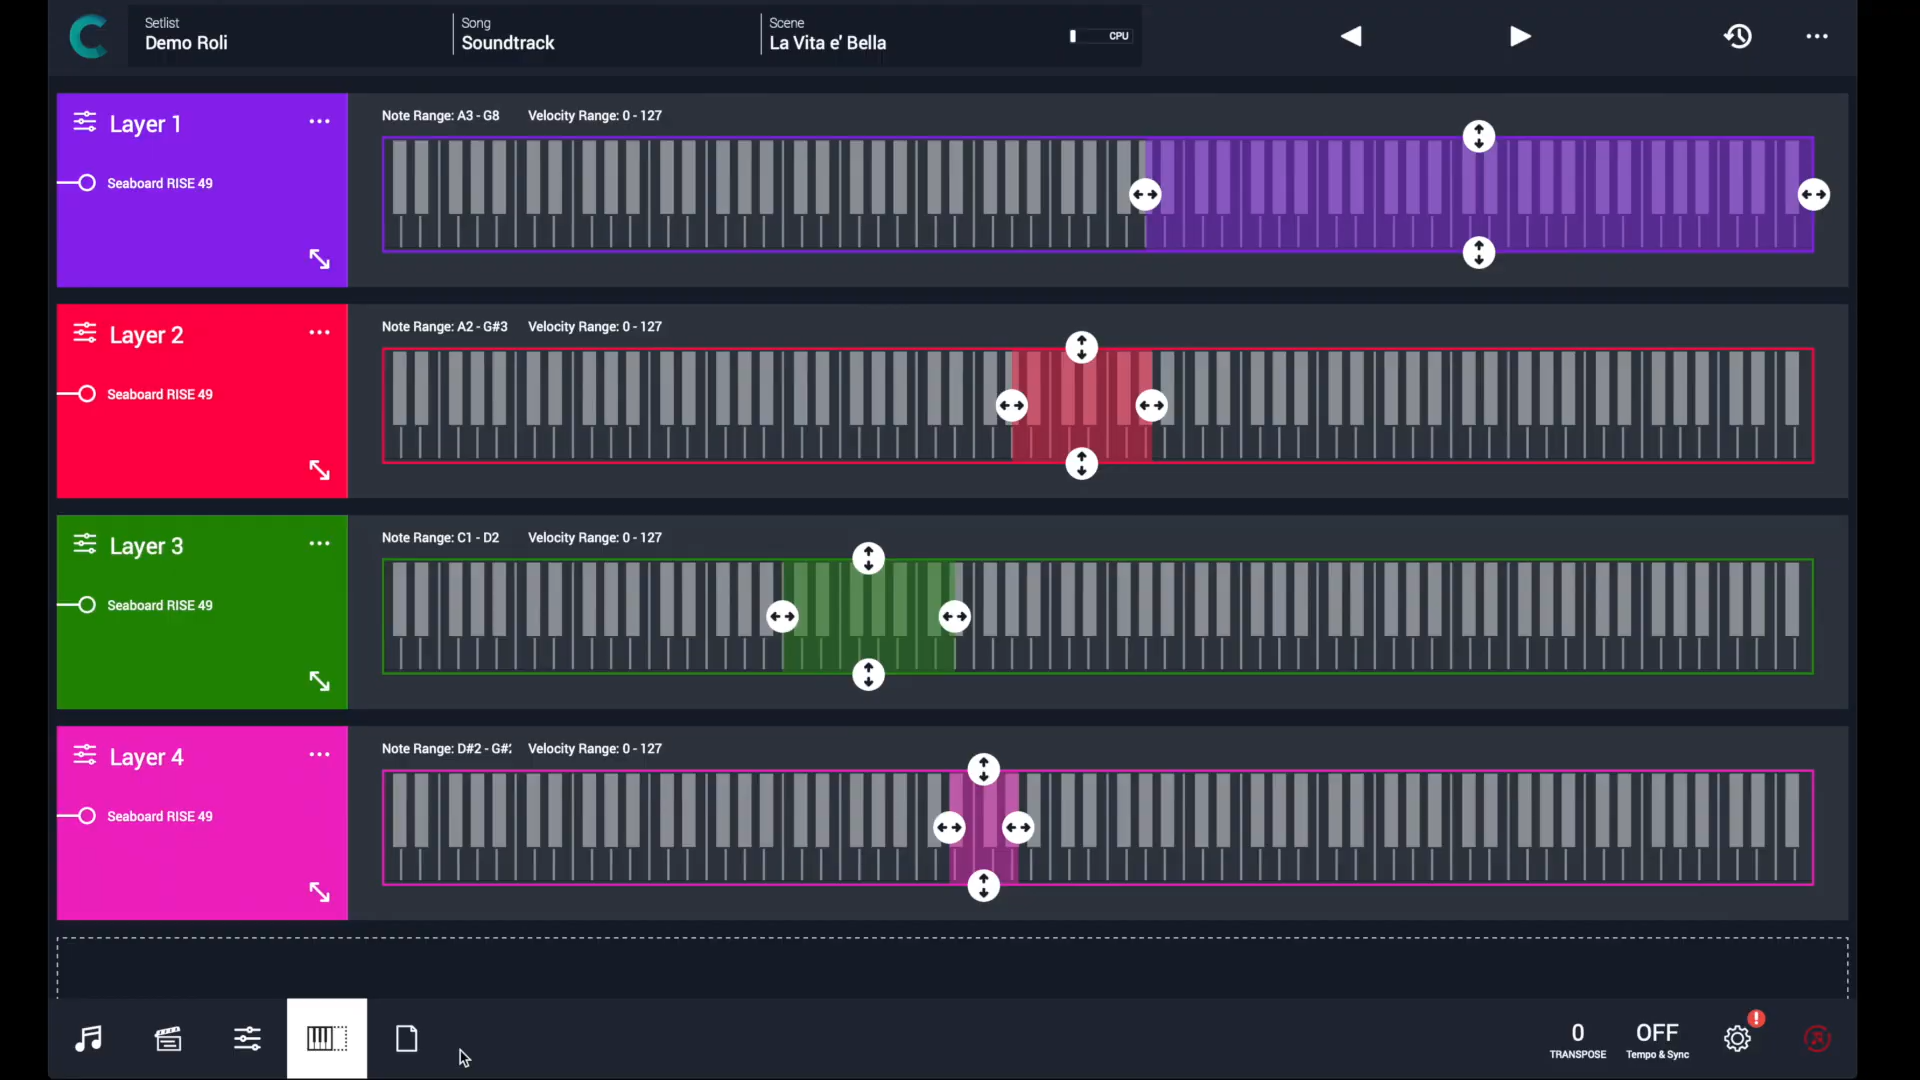 Setlist
Demo Roli
Song
Soundtrack
Scene
La Vita e' Bella
CPU
Layer 1
Seaboard RISE 49
Note Range: A3 - G8
Velocity Range: 0 - 127
Layer 2
Seaboard RISE 49
Note Range: A2 - G#3
Velocity Range: 0 - 127
Layer 3
Seaboard RISE 49
Note Range: C1 - D2
Velocity Range: 0 - 127
Layer 4
Seaboard RISE 49
Note Range: D#2 - G#
Velocity Range: 0 - 127
0
TRANSPOSE
OFF
Tempo & Sync